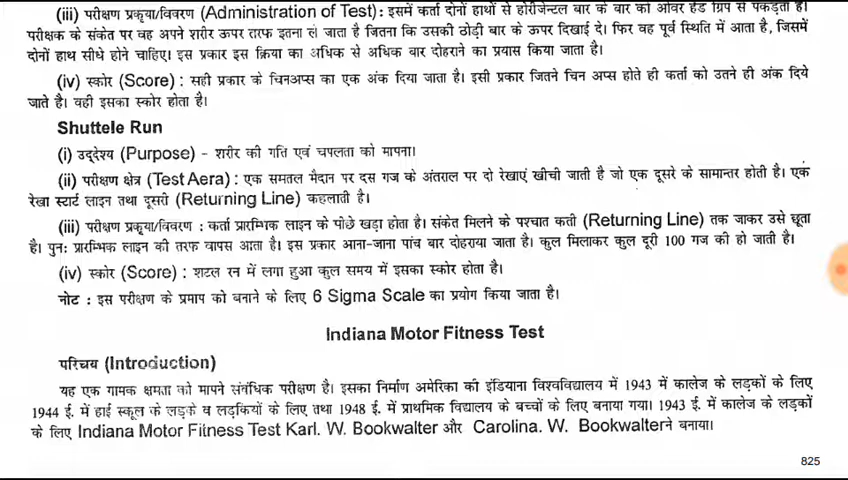 (iii) परीक्षण प्रकृया/विवरण (Administration of Test) : इसमें कर्ता दोनों हाथों से होरीजेन्टल बार के बार को ओवर हैड ग्रिप से पकड़ता है।
परीक्षक के संकेत पर वह अपने शरीर ऊपर तरफ इतना लं जाता है जितना कि उसकी ठोढ़ी बार के ऊपर दिखाई दे। फिर वह पूर्व स्थिति में आता है, जिसमें
दोनों हाथ सीधे होने चाहिए। इस प्रकार इस क्रिया का अधिक से अधिक बार दोहराने का प्रयास किया जाता है।
(iv) स्कोर (Score) : सही प्रकार के चिनअप्स का एक अंक दिया जाता है। इसी प्रकार जितने चिन अप्स होते ही कर्ता को उतने ही अंक दिये
जाते है। वही इसका स्कोर होता है।
Shuttele Run
(i) उद्देश्य (Purpose) - शरीर की गति एवं चपलता को मापना।
(ii) परीक्षण क्षेत्र (Test Aera) : एक समतल मैदान पर दस गज के अंतराल पर दो रेखाएं खीची जाती है जो एक दूसरे के सामान्तर होती है। एक
रेखा स्टार्ट लाइन तथा दूसरी (Returning Line) कहलाती है।
(iii) परीक्षण प्रकृया/विवरण : कर्ता प्रारम्भिक लाइन के पीछे खड़ा होता है। संकेत मिलने के पश्चात कर्ता (Returning Line) तक जाकर उसे छूता
है। पुनः प्रारम्भिक लाइन की तरफ वापस आता है। इस प्रकार आना-जाना पांच बार दोहराया जाता है। कुल मिलाकर कुल दूरी 100 गज की हो जाती है।
(iv) स्कोर (Score) : शटल रन में लगा हुआ कुल समय में इसका स्कोर होता है।
नोट : इस परीक्षण के प्रमाप को बनाने के लिए 6 Sigma Scale का प्रयोग किया जाता है।
Indiana Motor Fitness Test
परिचय (Introduction)
यह एक गामक क्षमता को मापने संवंधिक परीक्षण है। इसका निर्माण अमेरिका की इंडियाना विश्वविद्यालय में 1943 में कालेज के लड़कों के लिए
1944 ई. में हाई स्कूल के लड़के व लड़कियों के लिए तथा 1948 ई. में प्राथमिक विद्यालय के बच्चों के लिए बनाया गया। 1943 ई. में कालेज के लड़कों
के लिए Indiana Motor Fitness Test Karl. W. Bookwalter और Carolina. W. Bookwalterने बनाया।
825